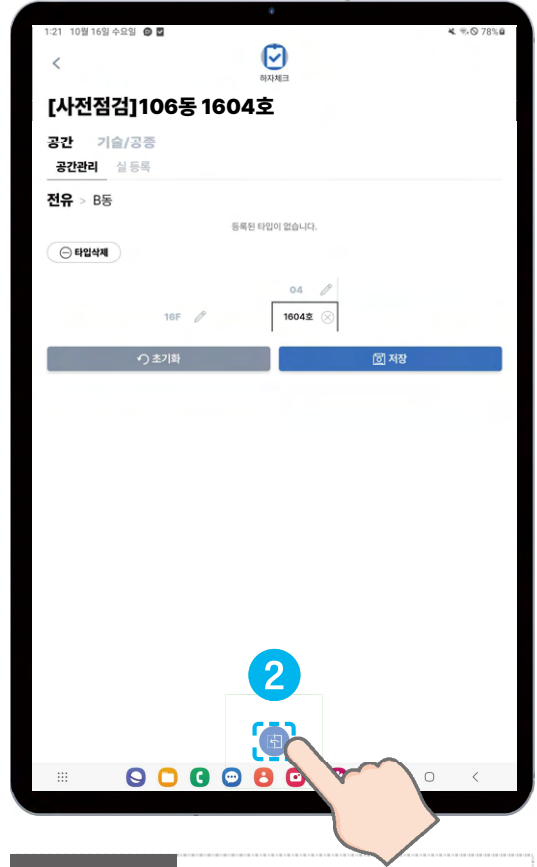 1:21 10월 16일 수요일
78%
하자체크
[사전점검]106동 1604호
공간 기술/공종
공간관리 실 등록
전유 > B동
등록된 타입이 없습니다.
타입삭제
04
16F 1604호
초기화 저장
2